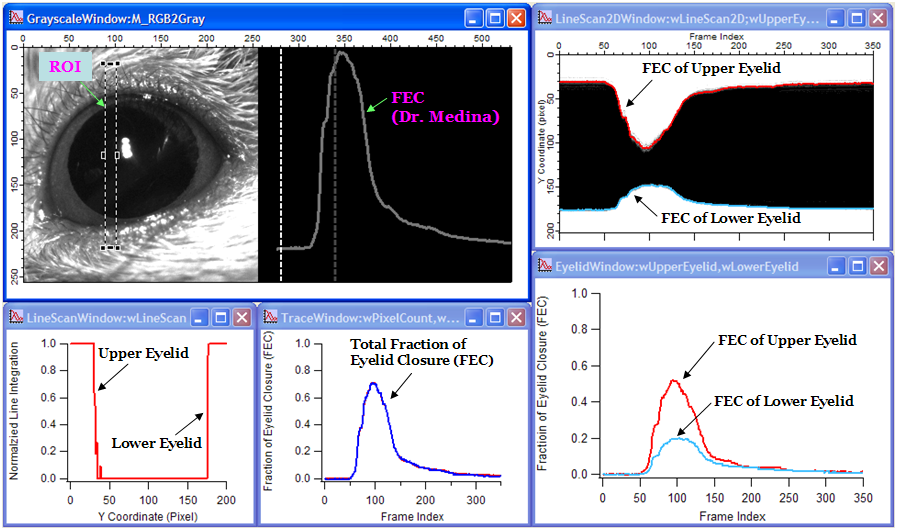 GrayscaleWindow:M_RGB2Gray
0 100 200 300 400 500
0
50
100
150
200
250
ROI
FEC
(Dr. Medina)
LineScan2DWindow:wLineScan2D;wUpperEy...
Frame Index
0 50 100 150 200 250 300 350
0
50
100
150
200
Y Coordinate (pixel)
FEC of Upper Eyelid
FEC of Lower Eyelid
LineScanWindow:wLineScan
Normalzied Line Integration
1.0
0.8
0.6
0.4
0.2
0.0
Upper Eyelid
Lower Eyelid
0 50 100 150 200
Y Coordinate (Pixel)
TraceWindow:wPixelCount,w...
Fraction of Eyelid Closure (FEC)
1.0
0.8
0.6
0.4
0.2
0.0
Total Fraction of
Eyelid Closure (FEC)
0 100 200 300
Frame Index
EyelidWindow:wUpperEyelid,wLowerEyelid
Fractioin of Eyelid Closure (FEC)
1.0
0.8
0.6
0.4
0.2
0.0
FEC of Upper Eyelid
FEC of Lower Eyelid
0 50 100 150 200 250 300 350
Frame Index